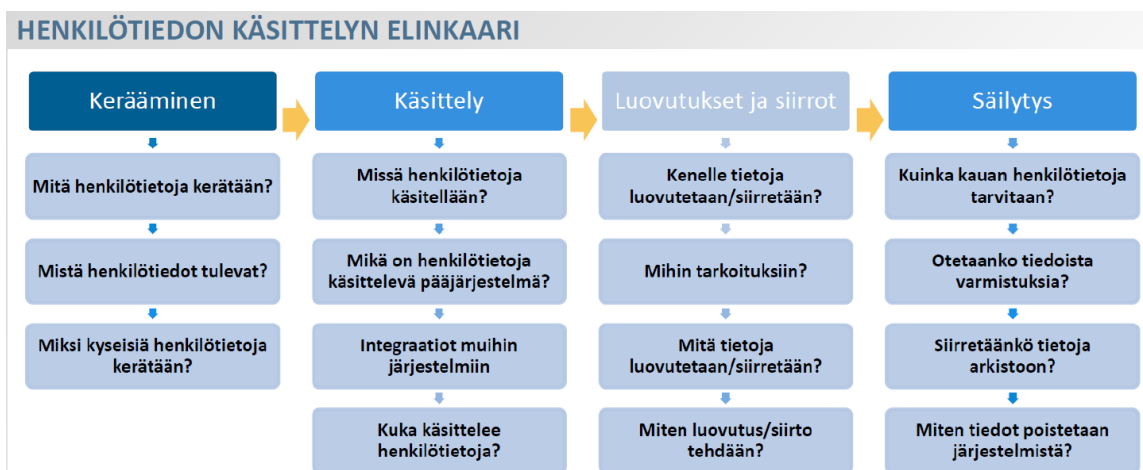 HENKILÖTIEDON KÄSITTELYN ELINKAARI
Kerääminen
Mitä henkilötietoja kerätään?
Mistä henkilötiedot tulevat?
Miksi kyseisiä henkilötietoja
kerätään?
Käsittely
Missä henkilötietoja
käsitellään?
Mikä on henkilötietoja
käsittelevä pääjärjestelmä?
Integraatiot muihin
järjestelmiin
Kuka käsittelee
henkilötietoja?
Luovutukset ja siirrot
Kenelle tietoja
luovutetaan/siirretään?
Mihin tarkoituksiin?
Mitä tietoja
luovutetaan/siirretään?
Miten luovutus/siirto
tehdään?
Säilytys
Kuinka kauan henkilötietoja
tarvitaan?
Otetaanko tiedoista
varmistuksia?
Siirretäänkö tietoja
arkistoon?
Miten tiedot poistetaan
järjestelmistä?